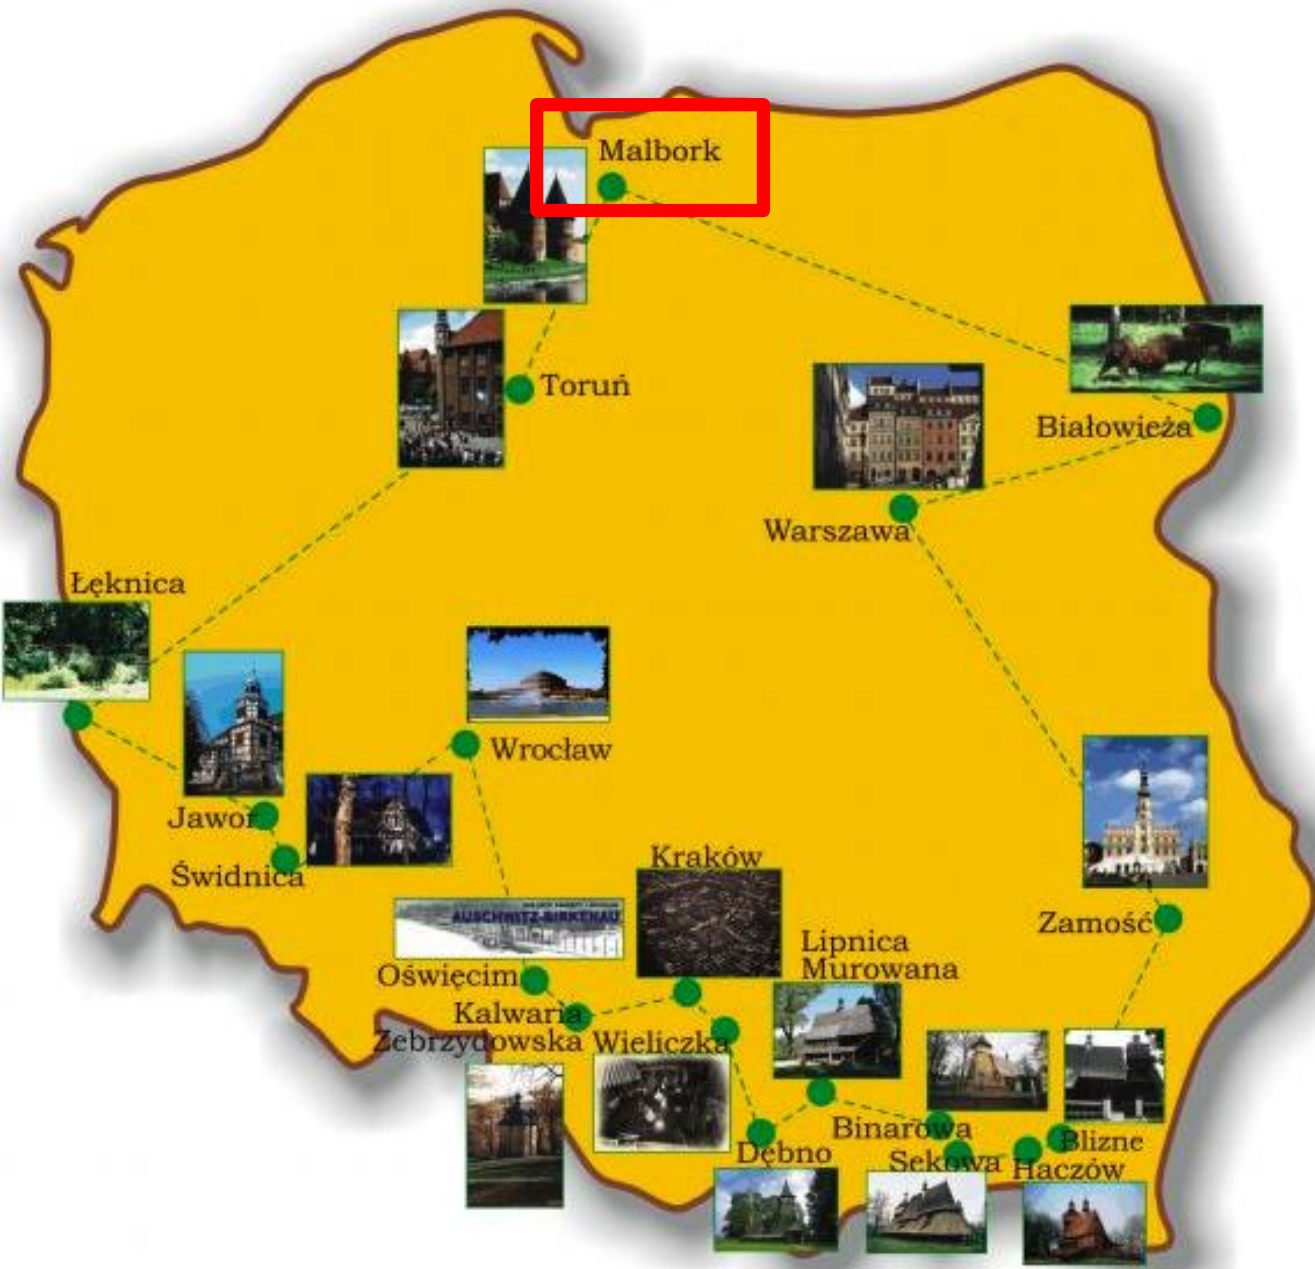 Malbork
Toruń
Białowieża
Warszawa
Łęknica
Wrocław
Jawor
Świdnica
Kraków
AUSCHWITZ-BIRKENAU
Lipnica
Murowana
Zamość
Oświęcim
Kalwaria
Zebrzydowska
Wieliczka
Binarowa
Dębno
Sękowa
Haczów
Blizne